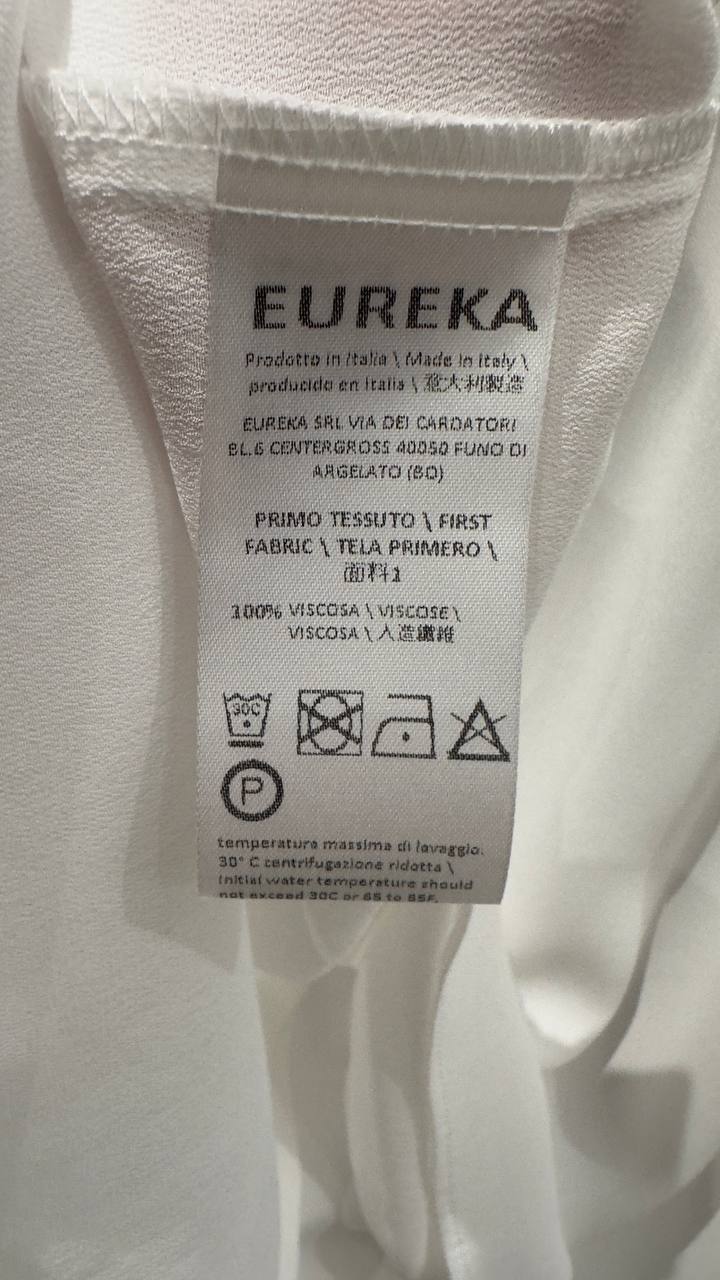 EUREKA
Prodotto in Italia \ Made in Italy \
producido en Italia \ 意大利製造
EUREKA SRL VIA DEI CARDATORI
BL.6 CENTERGROSS 40050 FUNO DI
ARGELATO (BO)
PRIMO TESSUTO \ FIRST
FABRIC \ TELA PRIMERO \
面料1
100% VISCOSA \ VISCOSE \
VISCOSA \ 人造纖維
30C
P
temperatura massima di lavaggio.
30° C centrifugazione ridotta \
Initial water temperature should
not exceed 30C or 65 to 85F.